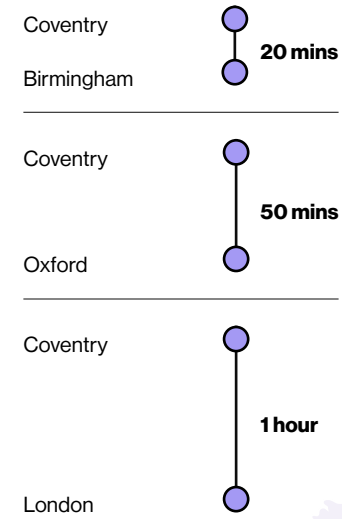 Coventry
20 mins
Birmingham
Coventry
50 mins
Oxford
Coventry
1 hour
London